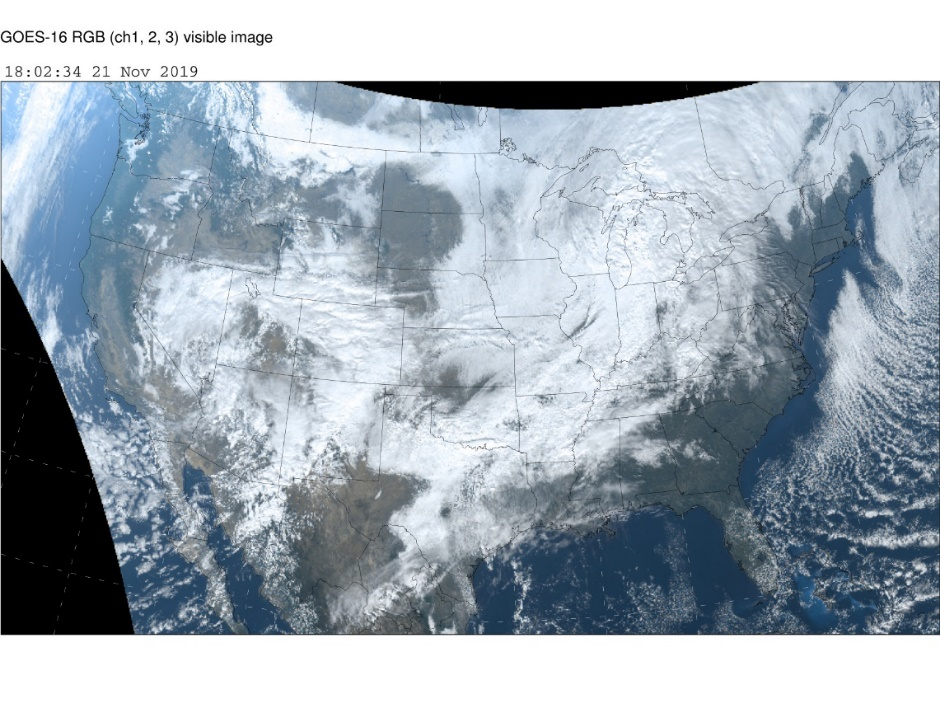 GOES-16 RGB (ch1, 2, 3) visible image
18:02:34 21 Nov 2019